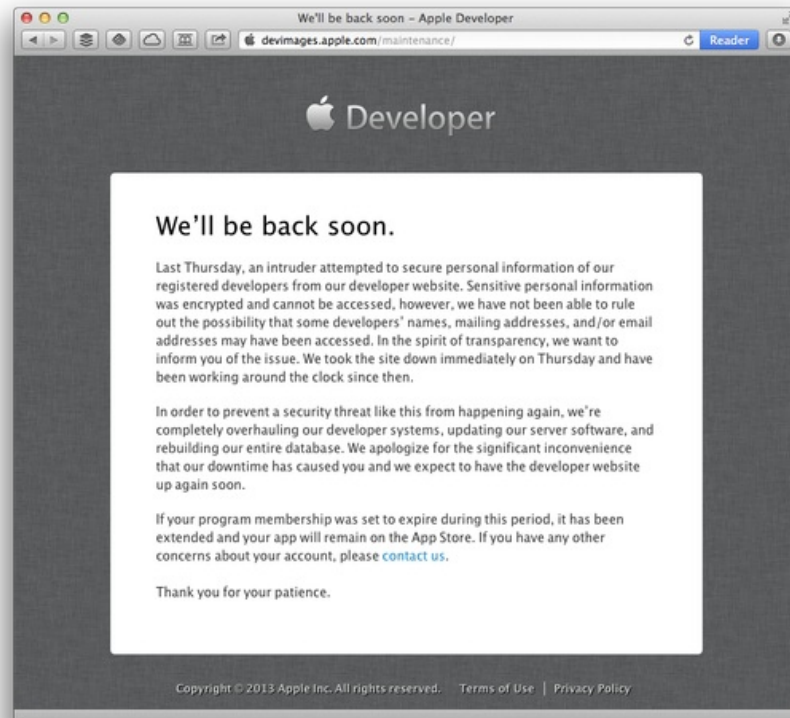 We'll be back soon – Apple Developer
devimages.apple.com/maintenance/
Reader
Developer
We'll be back soon.
Last Thursday, an intruder attempted to secure personal information of our
registered developers from our developer website. Sensitive personal information
was encrypted and cannot be accessed, however, we have not been able to rule
out the possibility that some developers' names, mailing addresses, and/or email
addresses may have been accessed. In the spirit of transparency, we want to
inform you of the issue. We took the site down immediately on Thursday and have
been working around the clock since then.
In order to prevent a security threat like this from happening again, we're
completely overhauling our developer systems, updating our server software, and
rebuilding our entire database. We apologize for the significant inconvenience
that our downtime has caused you and we expect to have the developer website
up again soon.
If your program membership was set to expire during this period, it has been
extended and your app will remain on the App Store. If you have any other
concerns about your account, please contact us.
Thank you for your patience.
Copyright © 2013 Apple Inc. All rights reserved. Terms of Use | Privacy Policy